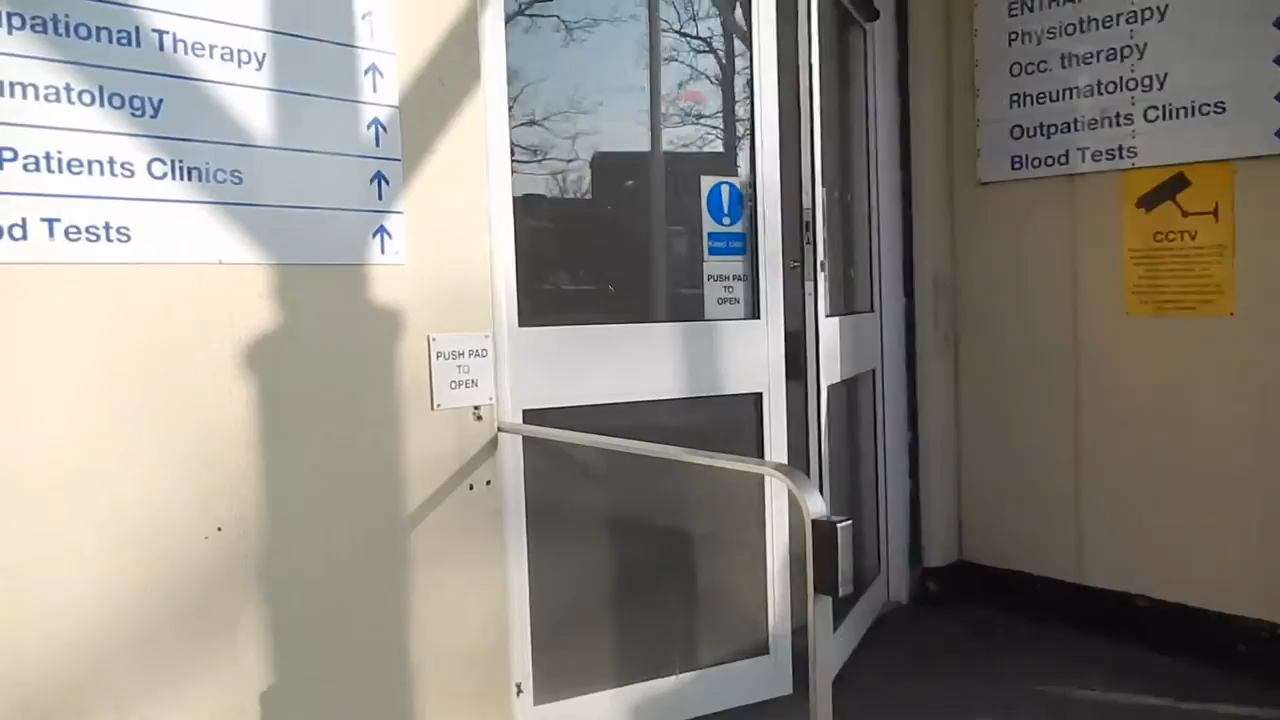 upational Therapy
umatology
Patients Clinics
od Tests
PUSH PAD
TO
OPEN
Keep clear
PUSH PAD
TO
OPEN
ENTRA
Physiotherapy
Occ. therapy
Rheumatology
Outpatients Clinics
Blood Tests
CCTV